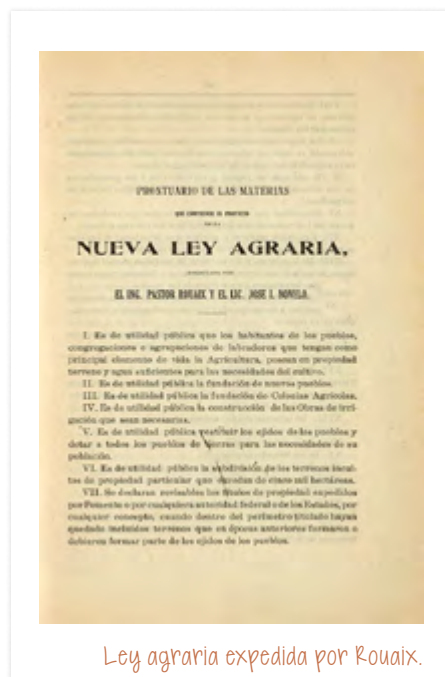 PRONTUARIO DE LAS MATERIAS
QUE CONTIENE EL PROYECTO
DE LA
NUEVA LEY AGRARIA,
FORMULADA POR
EL ING. PASTOR ROUAIX Y EL LIC. JOSE I. NOVELO.
I. Es de utilidad pública que los habitantes de los pueblos,
congregaciones o agrupaciones de labradores que tengan como
principal elemento de vida la Agricultura, posean en propiedad
terreno y agua suficientes para las necesidades del cultivo.
II. Es de utilidad pública la fundación de nuevos pueblos.
III. Es de utilidad pública la fundación de Colonias Agrícolas.
IV. Es de utilidad pública la construcción de las Obras de irri-
gación que sean necesarias.
V. Es de utilidad pública restituir los ejidos de los pueblos y
dotar a todos los pueblos de tierras para las necesidades de su
población.
VI. Es de utilidad pública la subdivisión de los terrenos incul-
tos de propiedad particular que excedan de cinco mil hectáreas.
VII. Se declaran revisables los títulos de propiedad expedidos
por Fomento o por cualquiera autoridad federal o de los Estados, por
cualquier concepto, cuando dentro del perímetro titulado hayan
quedado incluidos terrenos que en épocas anteriores formaron o
debieron formar parte de los ejidos de los pueblos.
Ley agraria expedida por Rouaix.